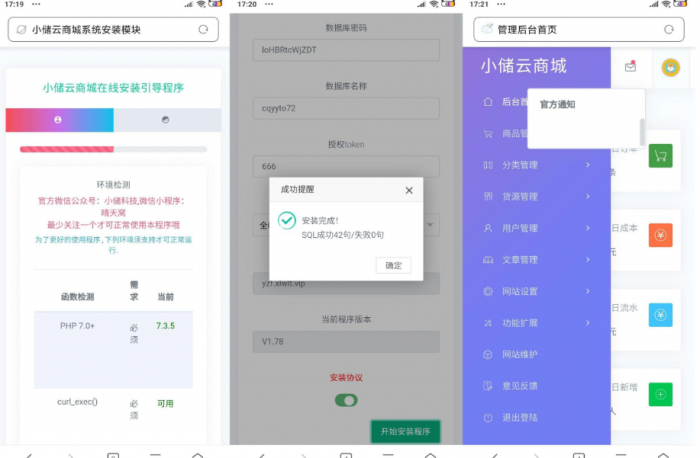 17:19
小储云商城系统安装模块
小储云商城在线安装引导程序
环境检测
官方微信公众号：小储科技,微信小程序：
晴天窝
最少关注一个才可正常使用本程序哦
为了更好的使用程序,下列环境须支持才可正常运
行.
函数检测
需求
当前
PHP 7.0+
必须
7.3.5
curl_exec()
必须
可用
17:20
数据库密码
loHBRtcWjZDT
数据库名称
cqyyto72
授权token
666
成功提醒
安装完成！
SQL成功42句/失败0句
确定
当前程序版本
V1.78
安装协议
开始安装程序
17:21
管理后台首页
小储云商城
后台首
官方通知
商品管
分类管理
货源管理
用户管理
文章管理
网站设置
功能扩展
网站维护
意见反馈
退出登陆
条
日成本
元
日流水
元
日新增
人